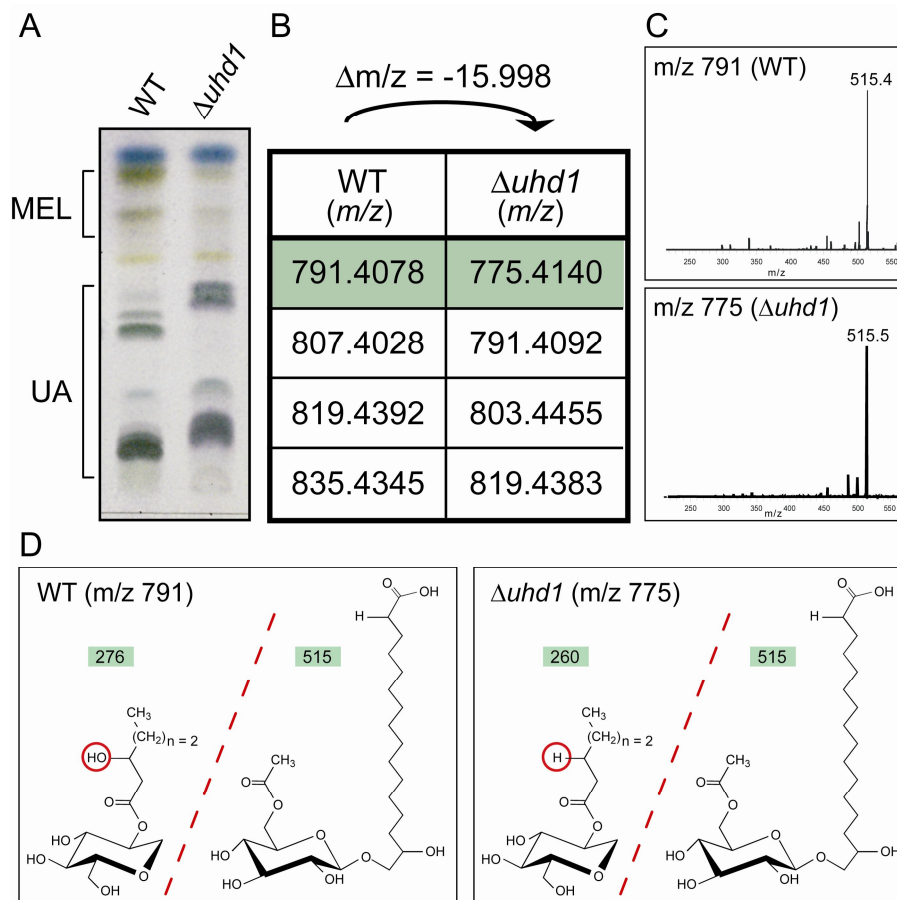 A
WT
Δuhd1
MEL
UA
B
Δm/z = -15.998
WT
(m/z)
Δuhd1
(m/z)
791.4078
775.4140
807.4028
791.4092
819.4392
803.4455
835.4345
819.4383
C
m/z 791 (WT)
515.4
250 300 350 400 450 500 550
m/z
m/z 775 (Δuhd1)
515.5
250 300 350 400 450 500 550
m/z
D
WT (m/z 791)
276
515
O
OH
H
CH3
(CH2)n = 2
HO
O
O
HO
HO
OH
O
CH3
O
O
HO
HO
O
OH
O
OH
Δuhd1 (m/z 775)
260
515
O
OH
H
CH3
(CH2)n = 2
H
O
O
HO
HO
OH
O
CH3
O
O
HO
HO
O
OH
O
OH